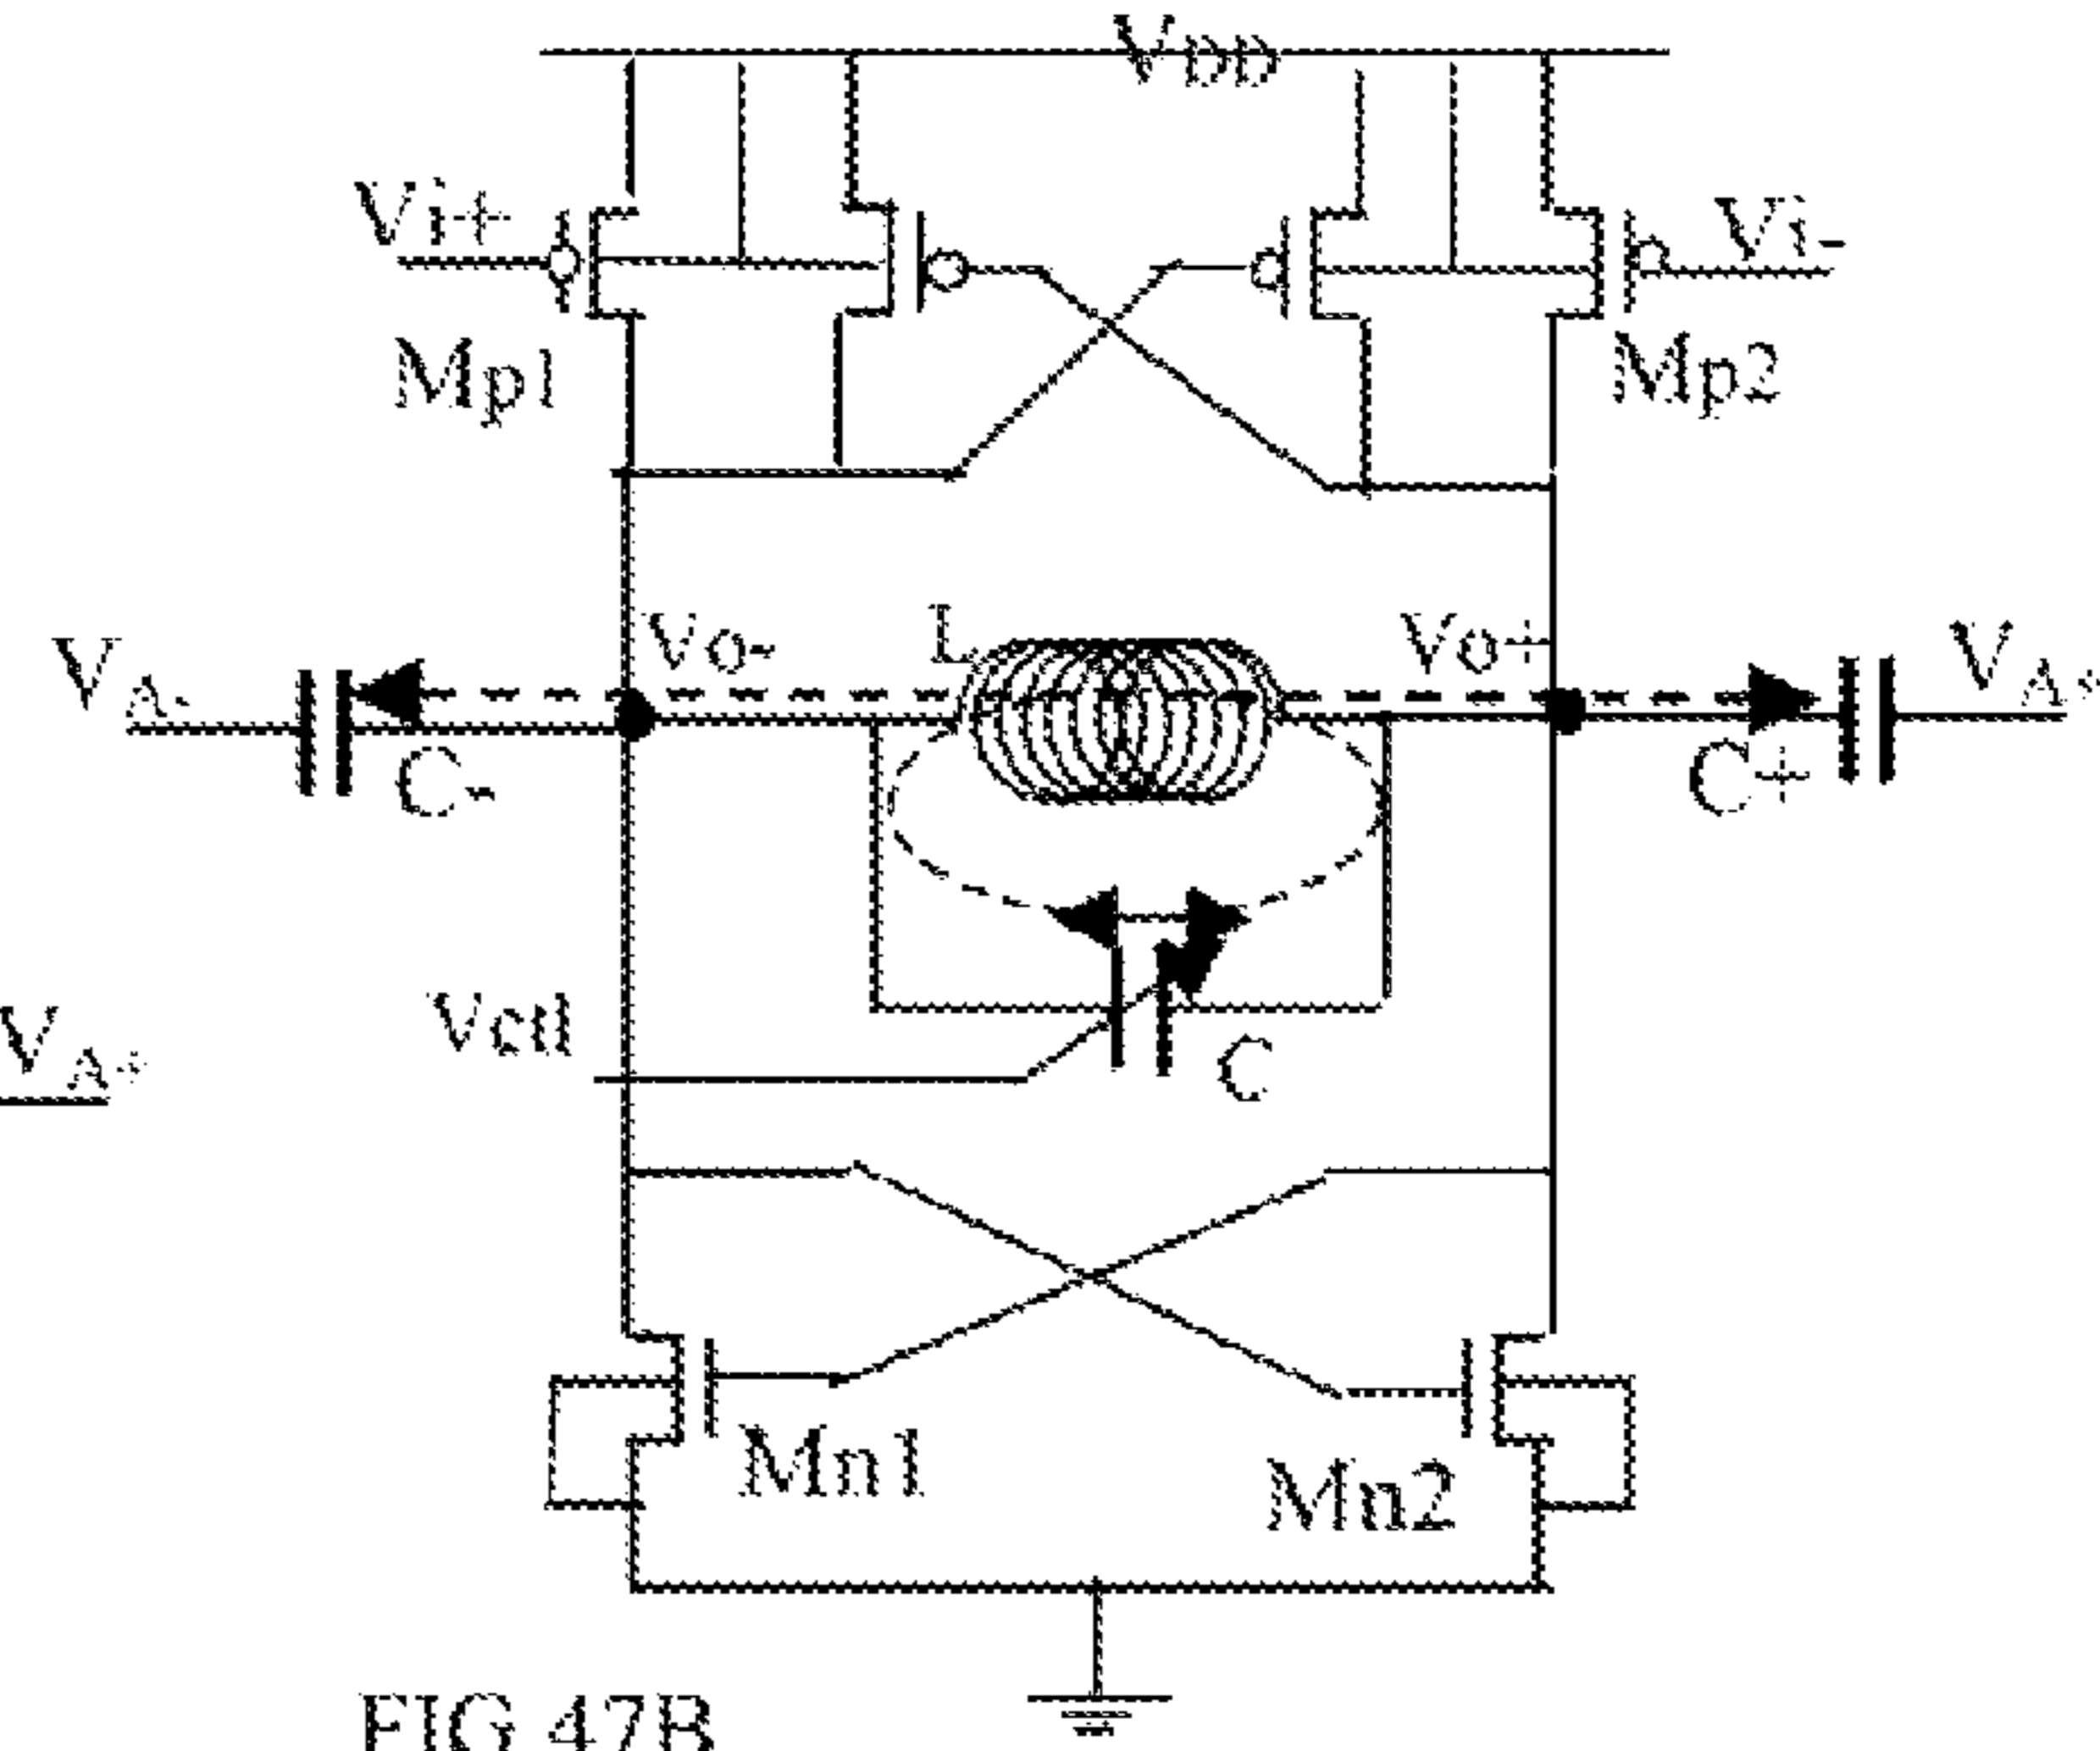 VDD
Vi+
Vi-
Mp1
Mp2
VA-
Vo-
L
Vo+
VA+
C-
C+
Vctl
VA+
C
Mn1
Mn2
FIG 47B